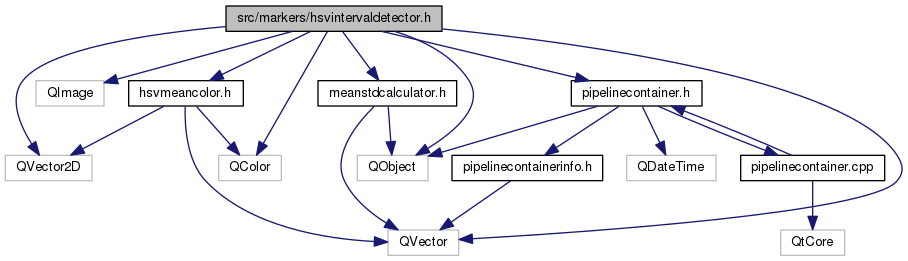 src/markers/hsvintervaldetector.h
QImage
hsvmeancolor.h
meanstdcalculator.h
pipelinecontainer.h
QVector2D
QColor
QObject
pipelinecontainerinfo.h
QDateTime
pipelinecontainer.cpp
QVector
QtCore